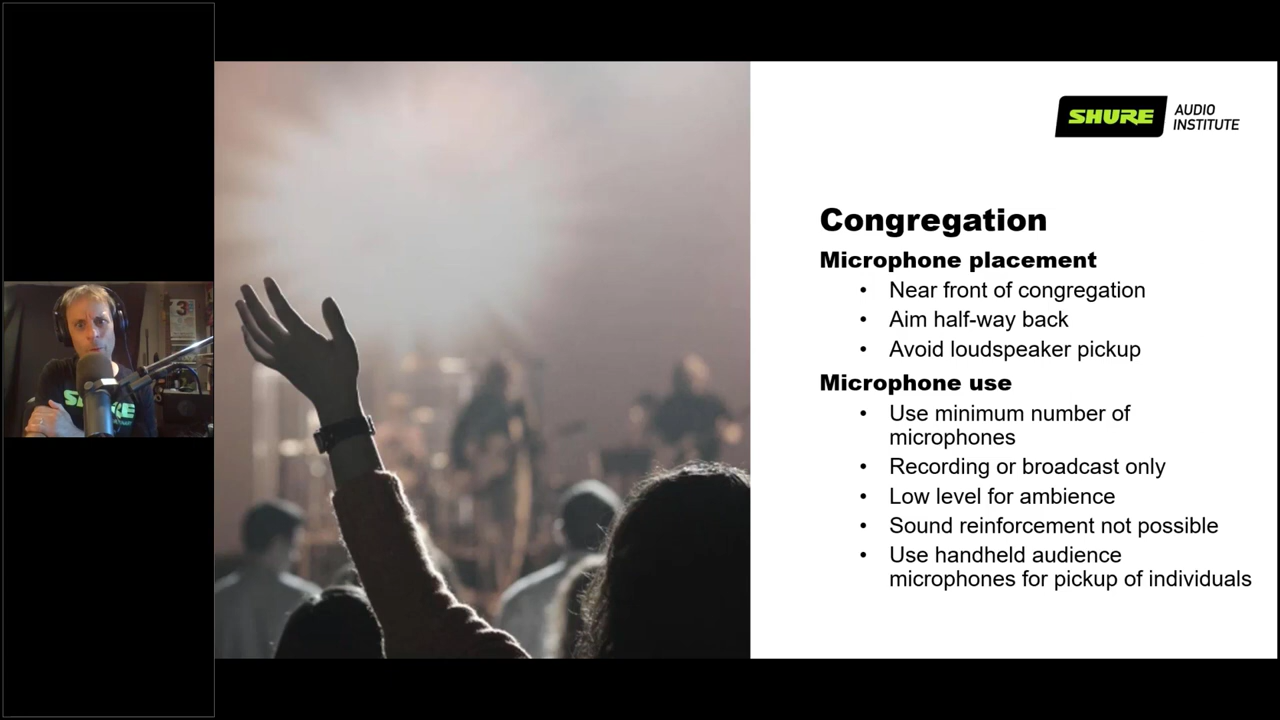 SHURE AUDIO
INSTITUTE
Congregation
Microphone placement
• Near front of congregation
• Aim half-way back
• Avoid loudspeaker pickup
Microphone use
• Use minimum number of
microphones
• Recording or broadcast only
• Low level for ambience
• Sound reinforcement not possible
• Use handheld audience
microphones for pickup of individuals
3